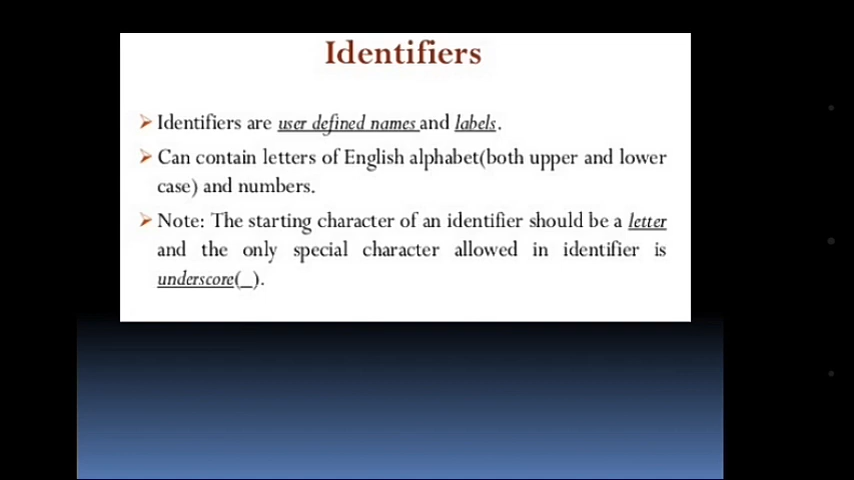 Identifiers
➢ Identifiers are user defined names and labels.
➢ Can contain letters of English alphabet(both upper and lower
case) and numbers.
➢ Note: The starting character of an identifier should be a letter
and the only special character allowed in identifier is
underscore(_).